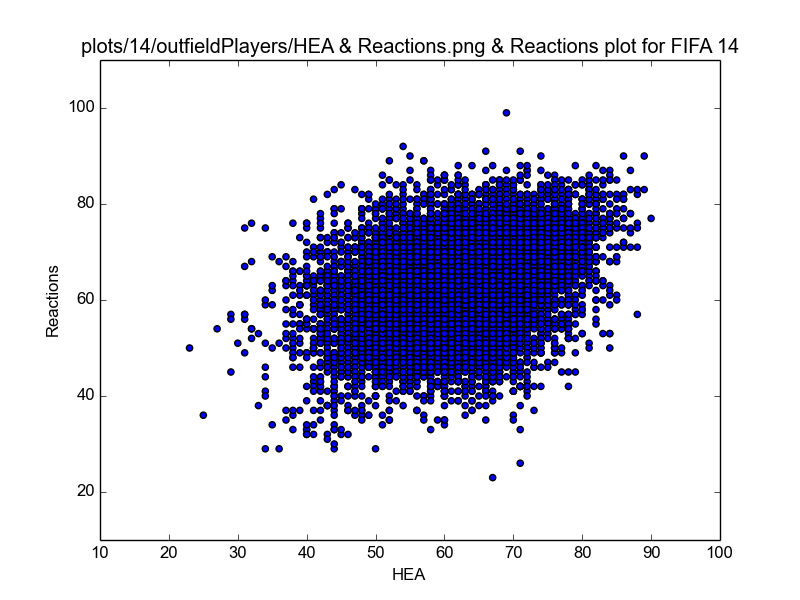 plots/14/outfieldPlayers/HEA & Reactions.png & Reactions plot for FIFA 14
100
80
60
40
20
Reactions
10 20 30 40 50 60 70 80 90 100
HEA